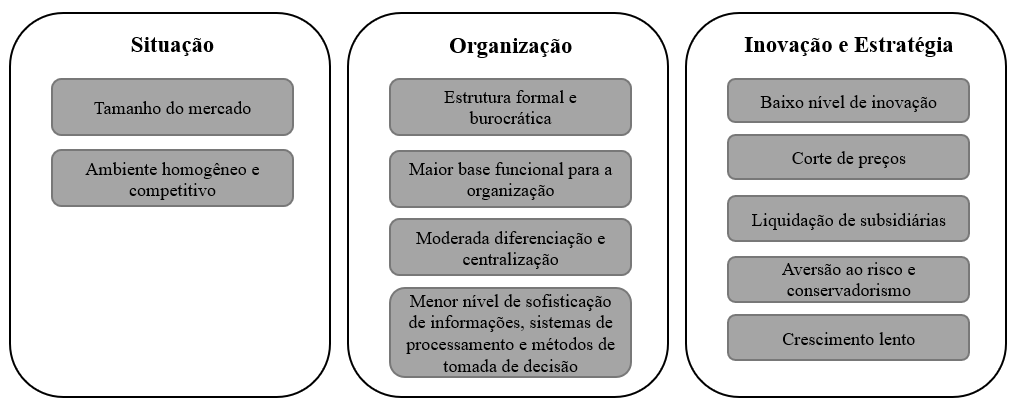 Situação
Tamanho do mercado
Ambiente homogêneo e
competitivo
Organização
Estrutura formal e
burocrática
Maior base funcional para a
organização
Moderada diferenciação e
centralização
Menor nível de sofisticação
de informações, sistemas de
processamento e métodos de
tomada de decisão
Inovação e Estratégia
Baixo nível de inovação
Corte de preços
Liquidação de subsidiárias
Aversão ao risco e
conservadorismo
Crescimento lento